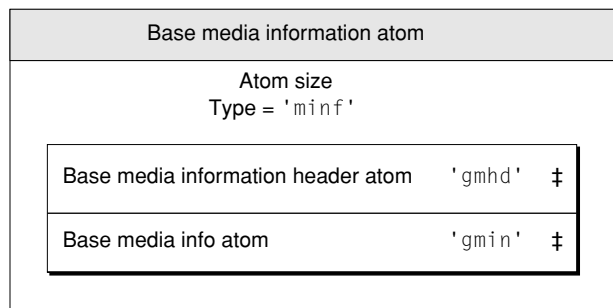 Base media information atom
Atom size
Type = 'minf'
Base media information header atom 'gmhd' ‡
Base media info atom 'gmin' ‡